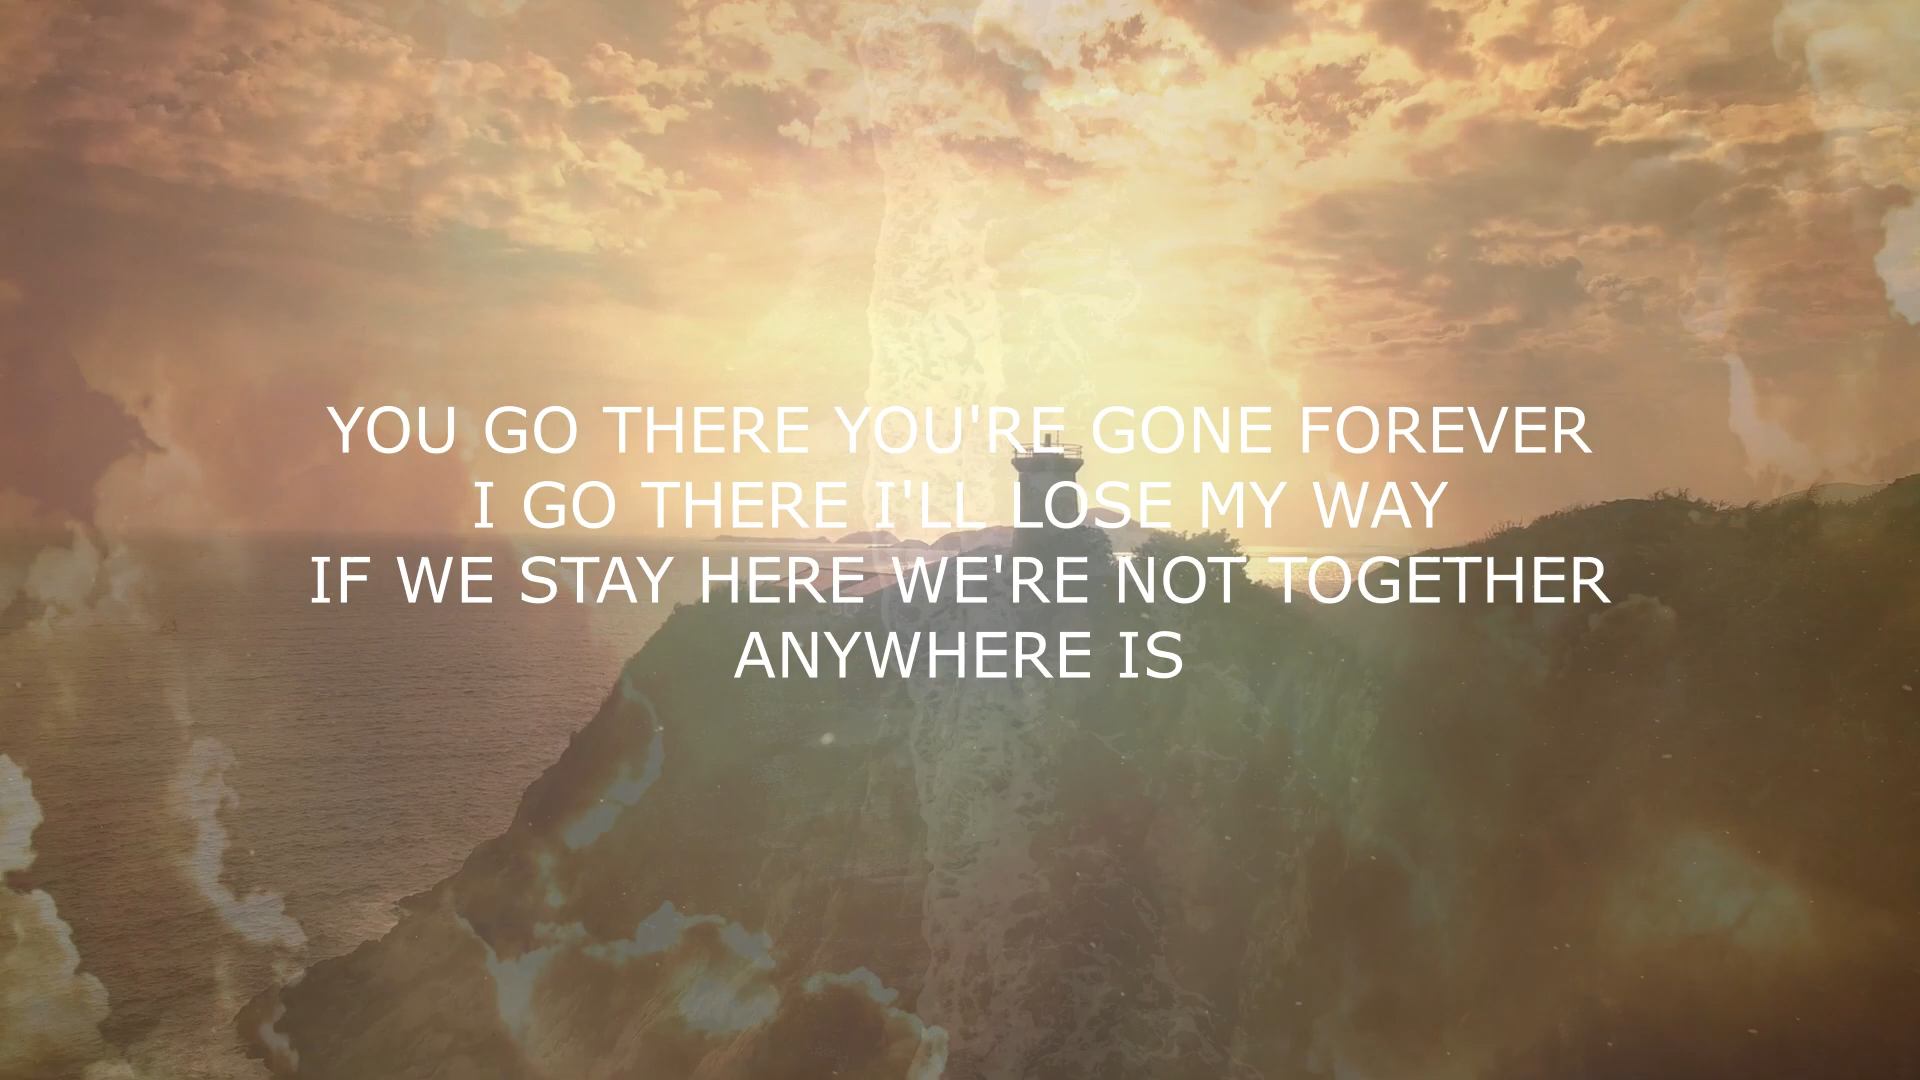 YOU GO THERE YOU'RE GONE FOREVER
I GO THERE I'LL LOSE MY WAY
IF WE STAY HERE WE'RE NOT TOGETHER
ANYWHERE IS